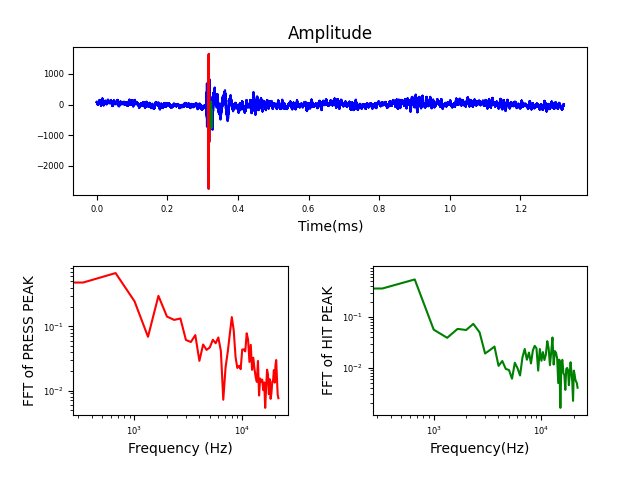 Amplitude
1000
0
−1000
−2000
0.0 0.2 0.4 0.6 0.8 1.0 1.2
Time(ms)
FFT of PRESS PEAK
10⁻¹
10⁻²
10³ 10⁴
Frequency (Hz)
FFT of HIT PEAK
10⁻¹
10⁻²
10³ 10⁴
Frequency(Hz)